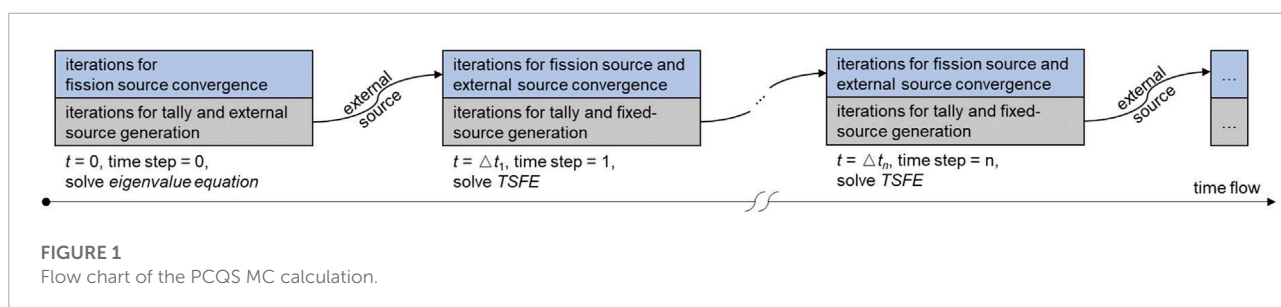 iterations for
fission source convergence
iterations for tally and external
source generation
t = 0, time step = 0,
solve eigenvalue equation
external
source
iterations for fission source and
external source convergence
iterations for tally and fixed-
source generation
t = △t₁, time step = 1,
solve TSFE
...
iterations for fission source and
external source convergence
iterations for tally and fixed-
source generation
t = △tₙ, time step = n,
solve TSFE
external
source
...
...
time flow
FIGURE 1
Flow chart of the PCQS MC calculation.